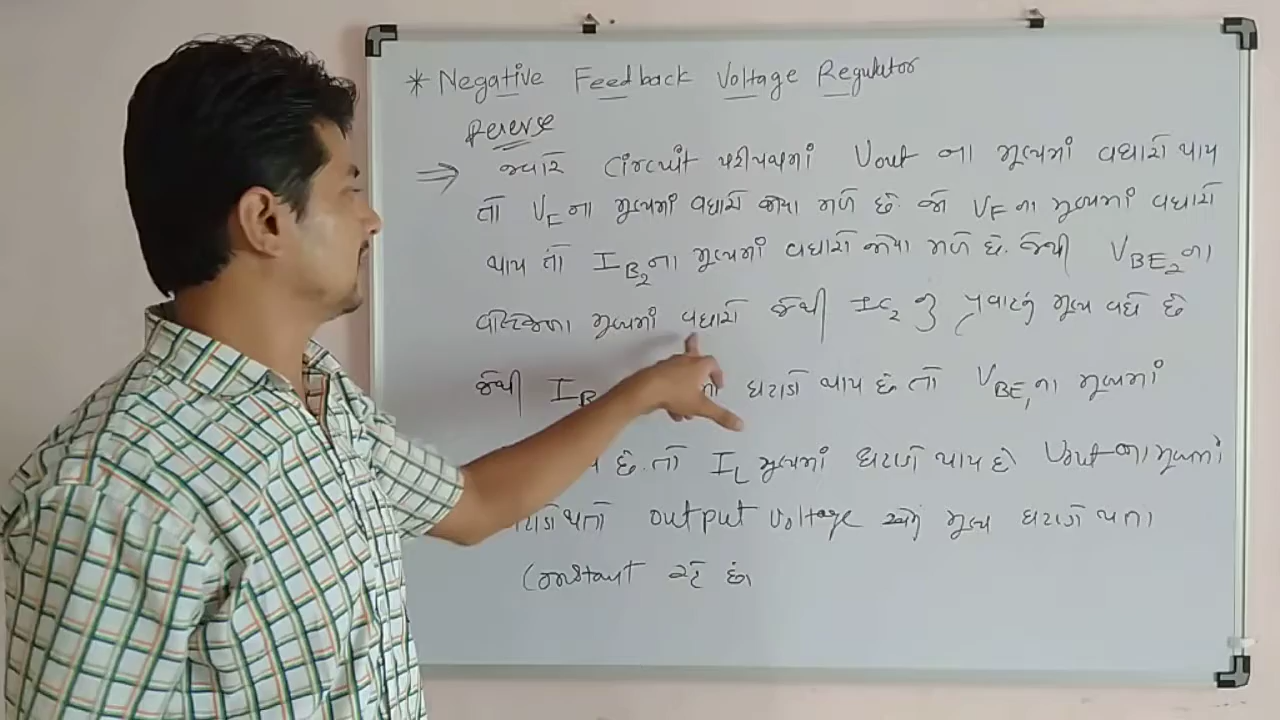 * Negative Feedback Voltage Regulator
Reverse
જ્યારે Circuit પરીપથમાં Vout ના મૂલ્યમાં વધારો થાય
તો VF ના મૂલ્યમાં વધારો જોવા મળે છે. જો VF ના મૂલ્યમાં વધારો
થાય તો IB2 ના મૂલ્યમાં વધારો જોવા મળે છે. જેથી VBE2 ના
મૂલ્યમાં વધારો જેથી IC2 નું પ્રવાહનું મૂલ્ય વધે છે
જેથી IB ઘટાડો થાય છે તો VBE1 ના મૂલ્યમાં
છે. તો IL મૂલ્યમાં ઘટાડો થાય છે Vout ના મૂલ્યમાં
ઘટાડો થતાં output voltage મૂલ્ય ઘટાડો થતા
Constant રહે છે.